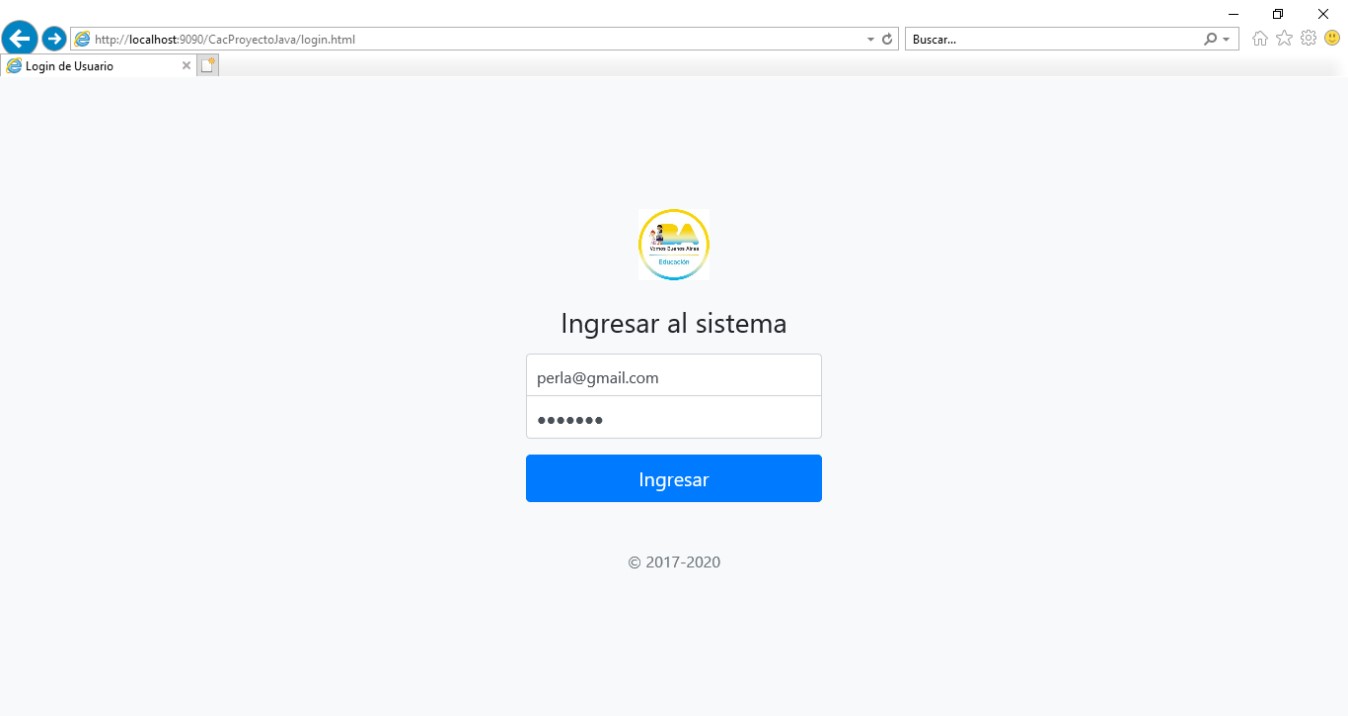 http://localhost:9090/CacProyectoJava/login.html
Buscar...
Login de Usuario
BA
Vamos Buenos Aires
Educación
Ingresar al sistema
perla@gmail.com
●●●●●●●
Ingresar
© 2017-2020